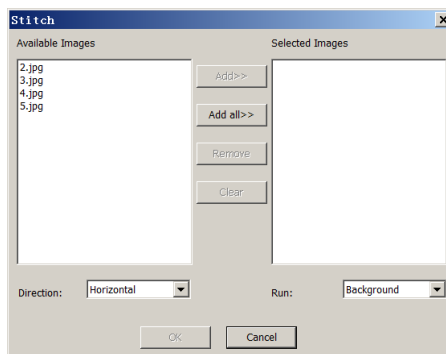 Stitch
Available Images
Selected Images
2.jpg
3.jpg
4.jpg
5.jpg
Add>>
Add all>>
Remove
Clear
Direction:
Horizontal
Run:
Background
OK
Cancel